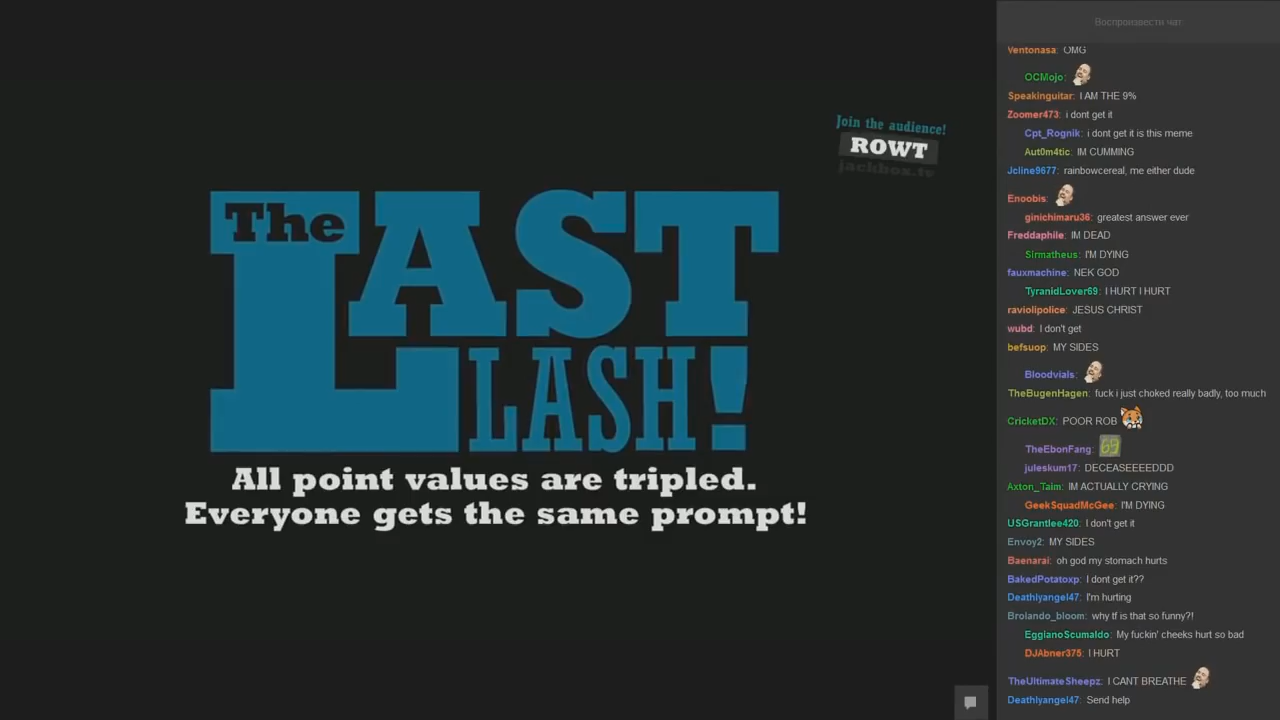 Воспроизвести чат
Join the audience!
ROWT
jackbox.tv
The LAST
LASH!
All point values are tripled.
Everyone gets the same prompt!
Ventonasa: OMG
OCMojo:
Speakinguitar: I AM THE 9%
Zoomer473: i dont get it
Cpt_Rognik: i dont get it is this meme
Aut0m4tic: IM CUMMING
Jcline9677: rainbowcereal, me either dude
Enoobis:
ginichimaru36: greatest answer ever
Freddaphile: IM DEAD
Sirmatheus: I'M DYING
fauxmachine: NEK GOD
TyranidLover69: I HURT I HURT
raviolipolice: JESUS CHRIST
wubd: I don't get
befsuop: MY SIDES
Bloodvials:
TheBugenHagen: fuck i just choked really badly, too much
CricketDX: POOR ROB
TheEbonFang: 69
juleskum17: DECEASEEEEDDD
Axton_Taim: IM ACTUALLY CRYING
GeekSquadMcGee: I'M DYING
USGrantlee420: I don't get it
Envoy2: MY SIDES
Baenarai: oh god my stomach hurts
BakedPotatoxp: I dont get it??
Deathlyangel47: I'm hurting
Brolando_bloom: why tf is that so funny?!
EggianoScumaldo: My fuckin' cheeks hurt so bad
DJAbner375: I HURT
TheUltimateSheepz: I CANT BREATHE
Deathlyangel47: Send help